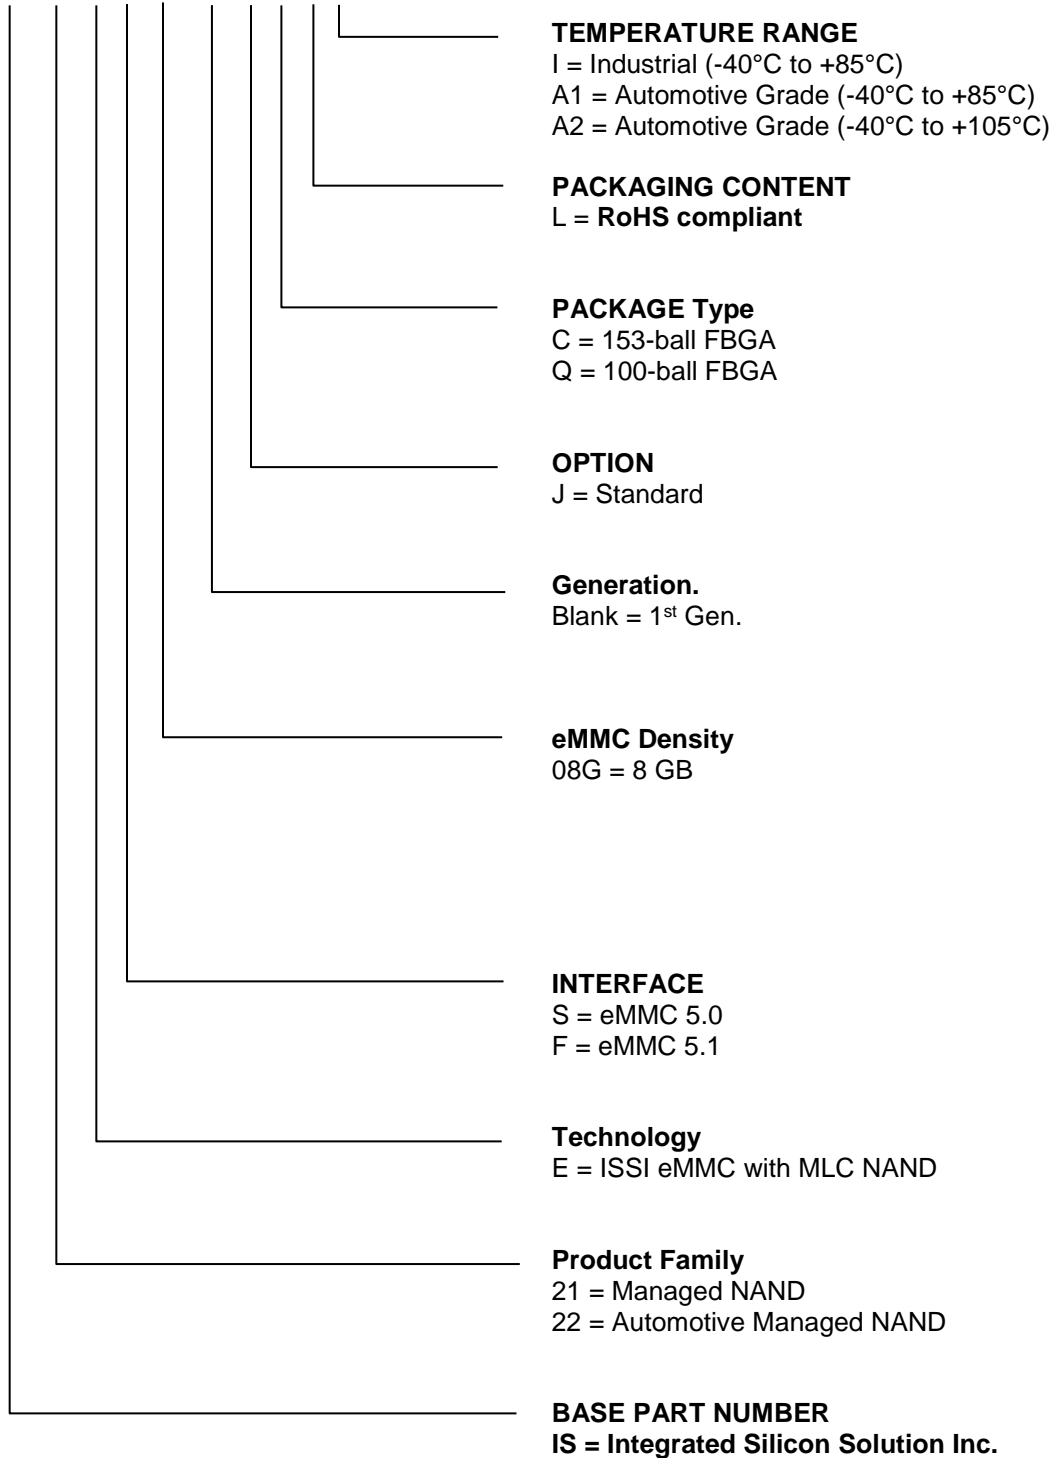 TEMPERATURE RANGE
I = Industrial (-40°C to +85°C)
A1 = Automotive Grade (-40°C to +85°C)
A2 = Automotive Grade (-40°C to +105°C)
PACKAGING CONTENT
L = RoHS compliant
PACKAGE Type
C = 153-ball FBGA
Q = 100-ball FBGA
OPTION
J = Standard
Generation.
Blank = 1st Gen.
eMMC Density
08G = 8 GB
INTERFACE
S = eMMC 5.0
F = eMMC 5.1
Technology
E = ISSI eMMC with MLC NAND
Product Family
21 = Managed NAND
22 = Automotive Managed NAND
BASE PART NUMBER
IS = Integrated Silicon Solution Inc.